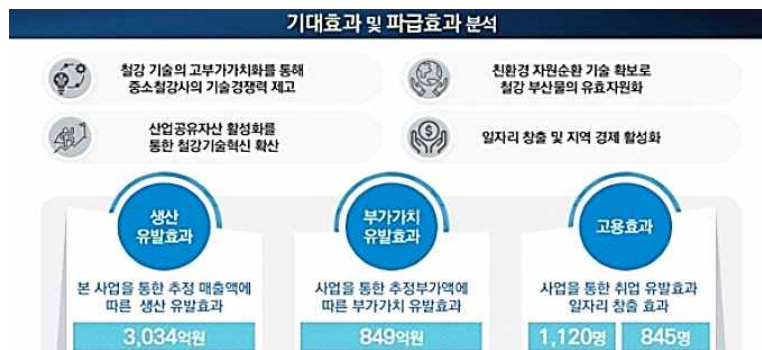 기대효과 및 파급효과 분석
철강 기술의 고부가가치화를 통해
중소철강사의 기술경쟁력 제고
친환경 자원순환 기술 확보로
철강 부산물의 유효자원화
산업공유자산 활성화를
통한 철강기술혁신 확산
일자리 창출 및 지역 경제 활성화
생산
유발효과
본 사업을 통한 추정 매출액에
따른 생산 유발효과
3,034억원
부가가치
유발효과
사업을 통한 추정부가액에
따른 부가가치 유발효과
849억원
고용효과
사업을 통한 취업 유발효과
일자리 창출 효과
1,120명 845명